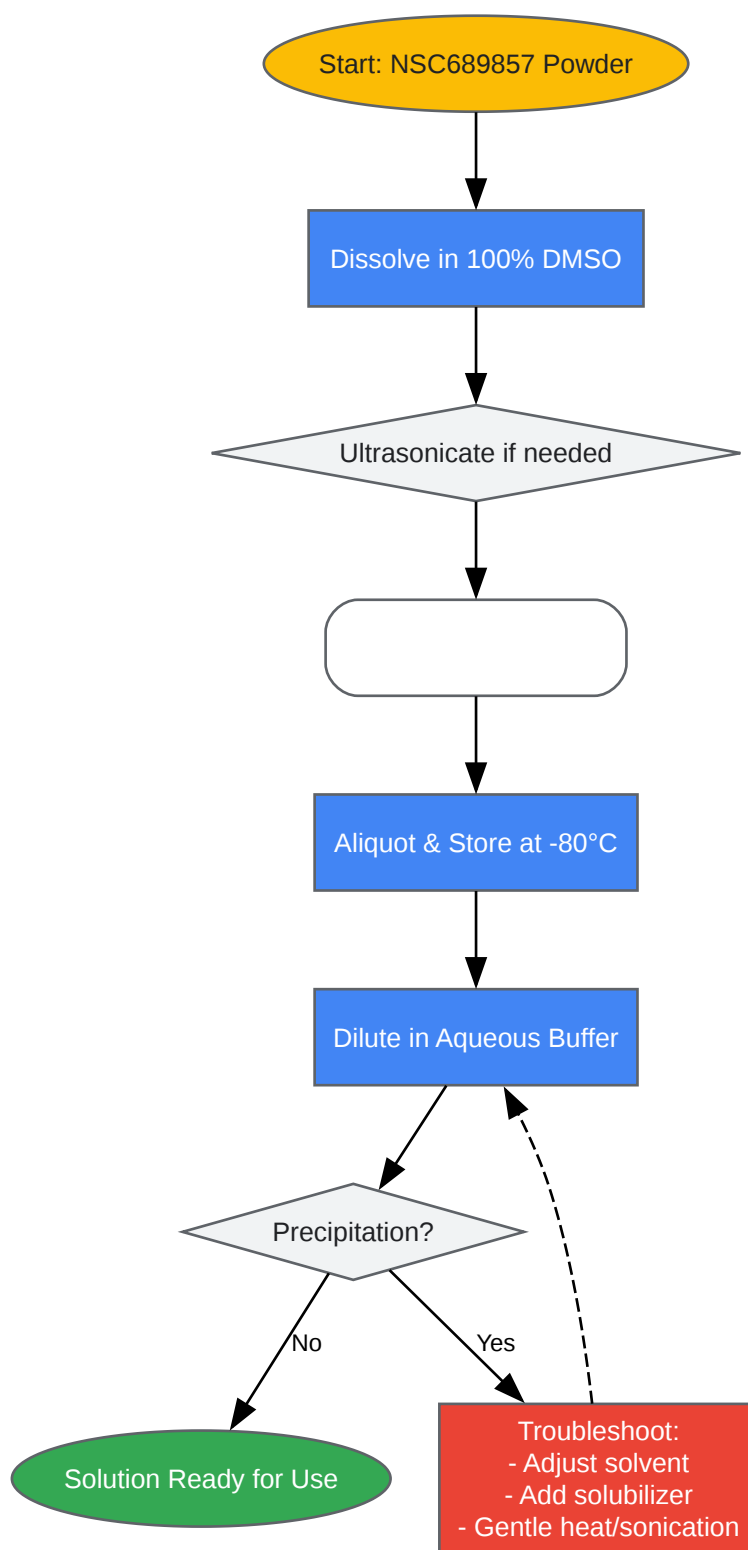 Start: NSC689857 Powder
Dissolve in 100% DMSO
Ultrasonicate if needed
Aliquot & Store at -80°C
Dilute in Aqueous Buffer
Precipitation?
No
Yes
Solution Ready for Use
Troubleshoot:
- Adjust solvent
- Add solubilizer
- Gentle heat/sonication